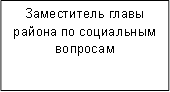 Заместитель главы
района по социальным
вопросам